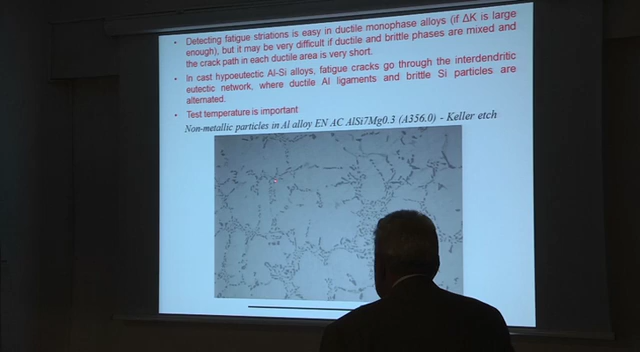 • Detecting fatigue striations is easy in ductile monophase alloys (if ΔK is large
enough), but it may be very difficult if ductile and brittle phases are mixed and
the crack path in each ductile area is very short.
• In cast hypoeutectic Al-Si alloys, fatigue cracks go through the interdendritic
eutectic network, where ductile Al ligaments and brittle Si particles are
alternated.
• Test temperature is important
Non-metallic particles in Al alloy EN AC AlSi7Mg0.3 (A356.0) - Keller etch